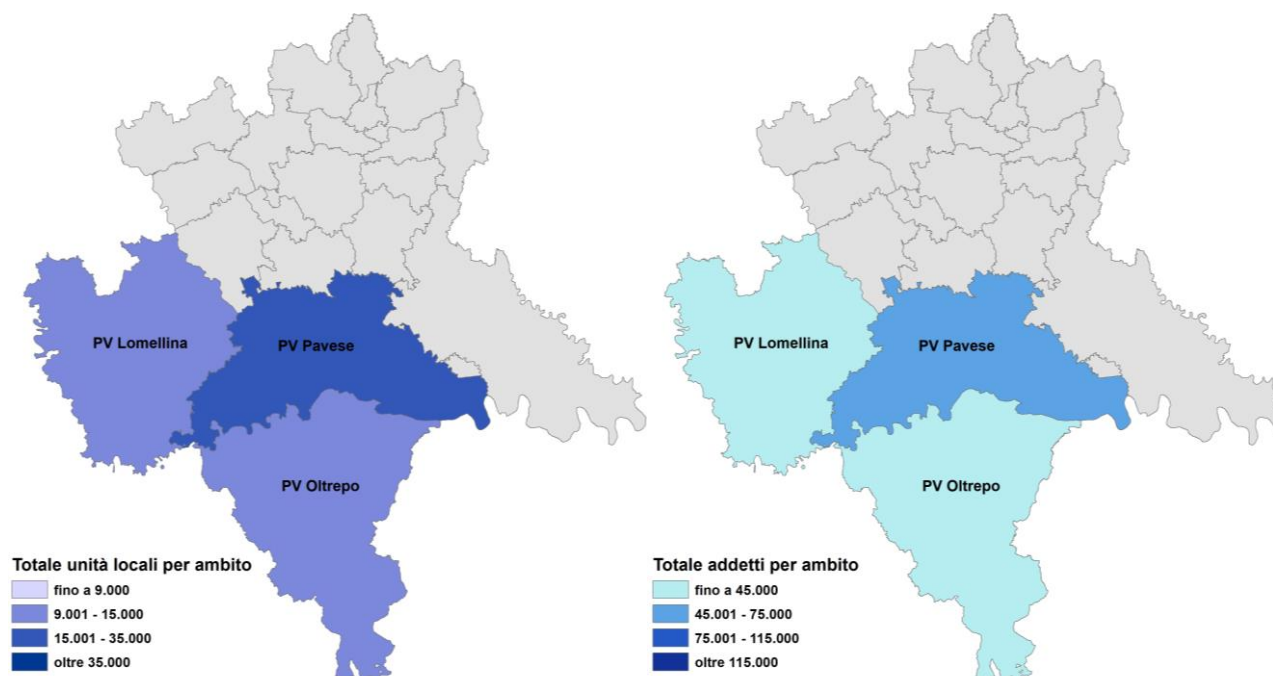 PV Lomellina
PV Pavese
PV Oltrepo
Totale unità locali per ambito
fino a 9.000
9.001 - 15.000
15.001 - 35.000
oltre 35.000
PV Lomellina
PV Pavese
PV Oltrepo
Totale addetti per ambito
fino a 45.000
45.001 - 75.000
75.001 - 115.000
oltre 115.000